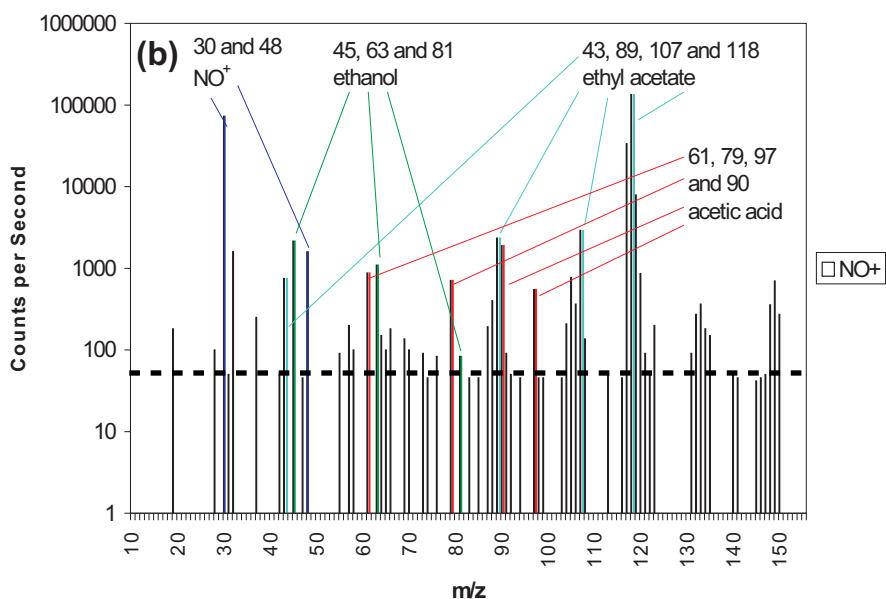 (b)
30 and 48
NO+
45, 63 and 81
ethanol
43, 89, 107 and 118
ethyl acetate
61, 79, 97
and 90
acetic acid
NO+
Counts per Second
1000000
100000
10000
1000
100
10
1
10 20 30 40 50 60 70 80 90 100 110 120 130 140 150
m/z